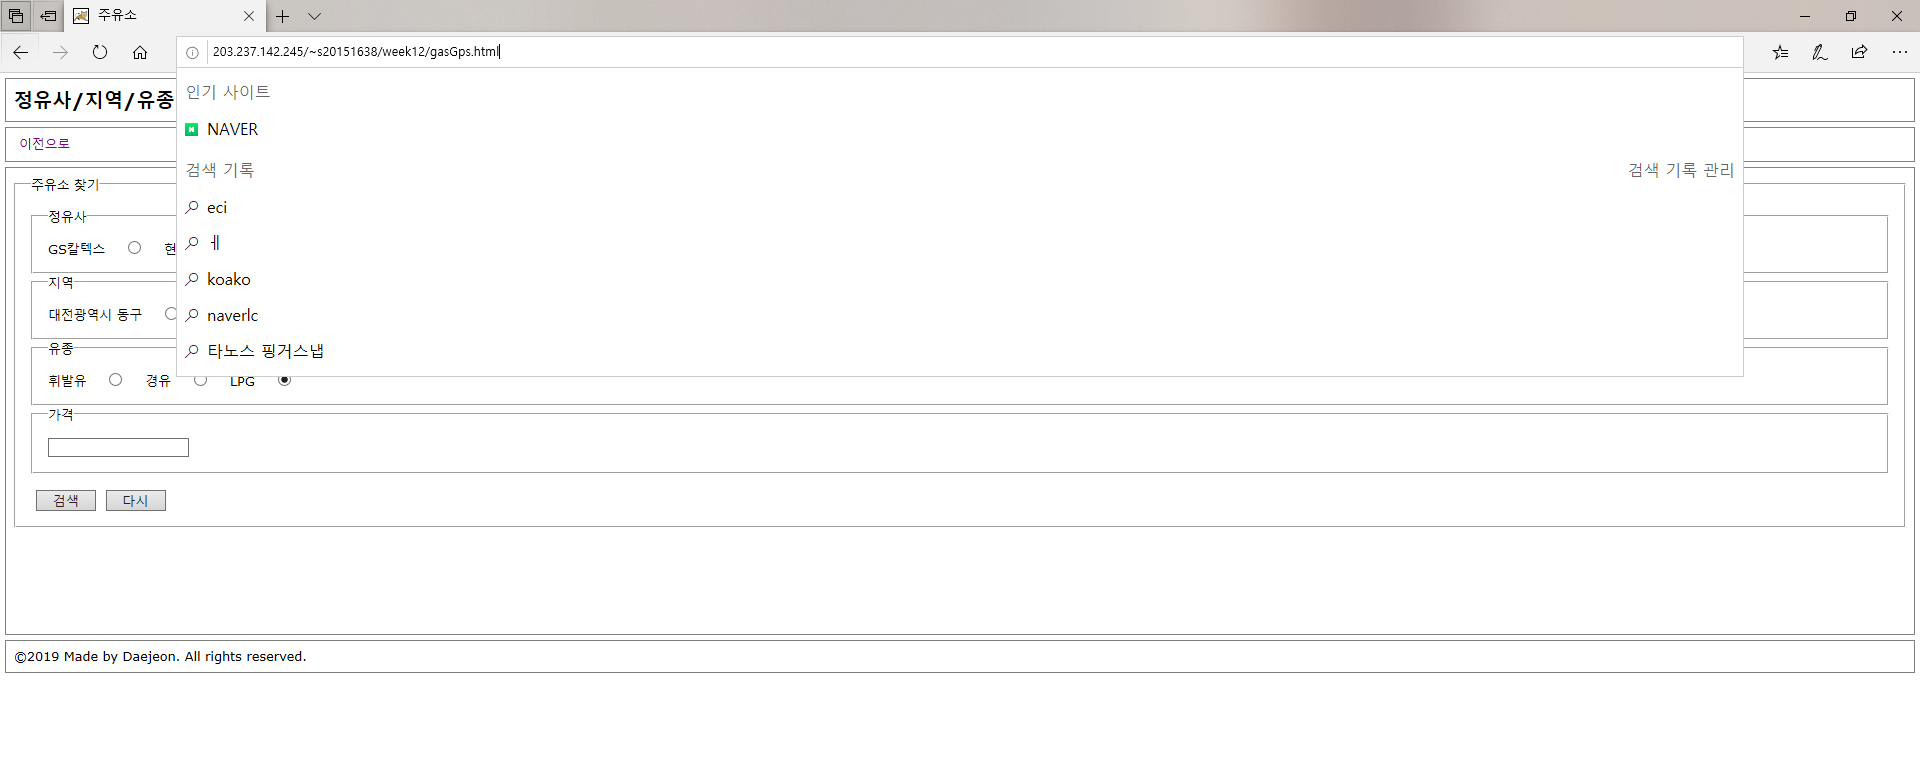 주유소
203.237.142.245/~s20151638/week12/gasGps.html
인기 사이트
NAVER
검색 기록 검색 기록 관리
eci
ㅔ
koako
naverlc
타노스 핑거스냅
정유사/지역/유종
이전으로
주유소 찾기
정유사
GS칼텍스 현
지역
대전광역시 동구
유종
휘발유 경유 LPG
가격
검색 다시
©2019 Made by Daejeon. All rights reserved.